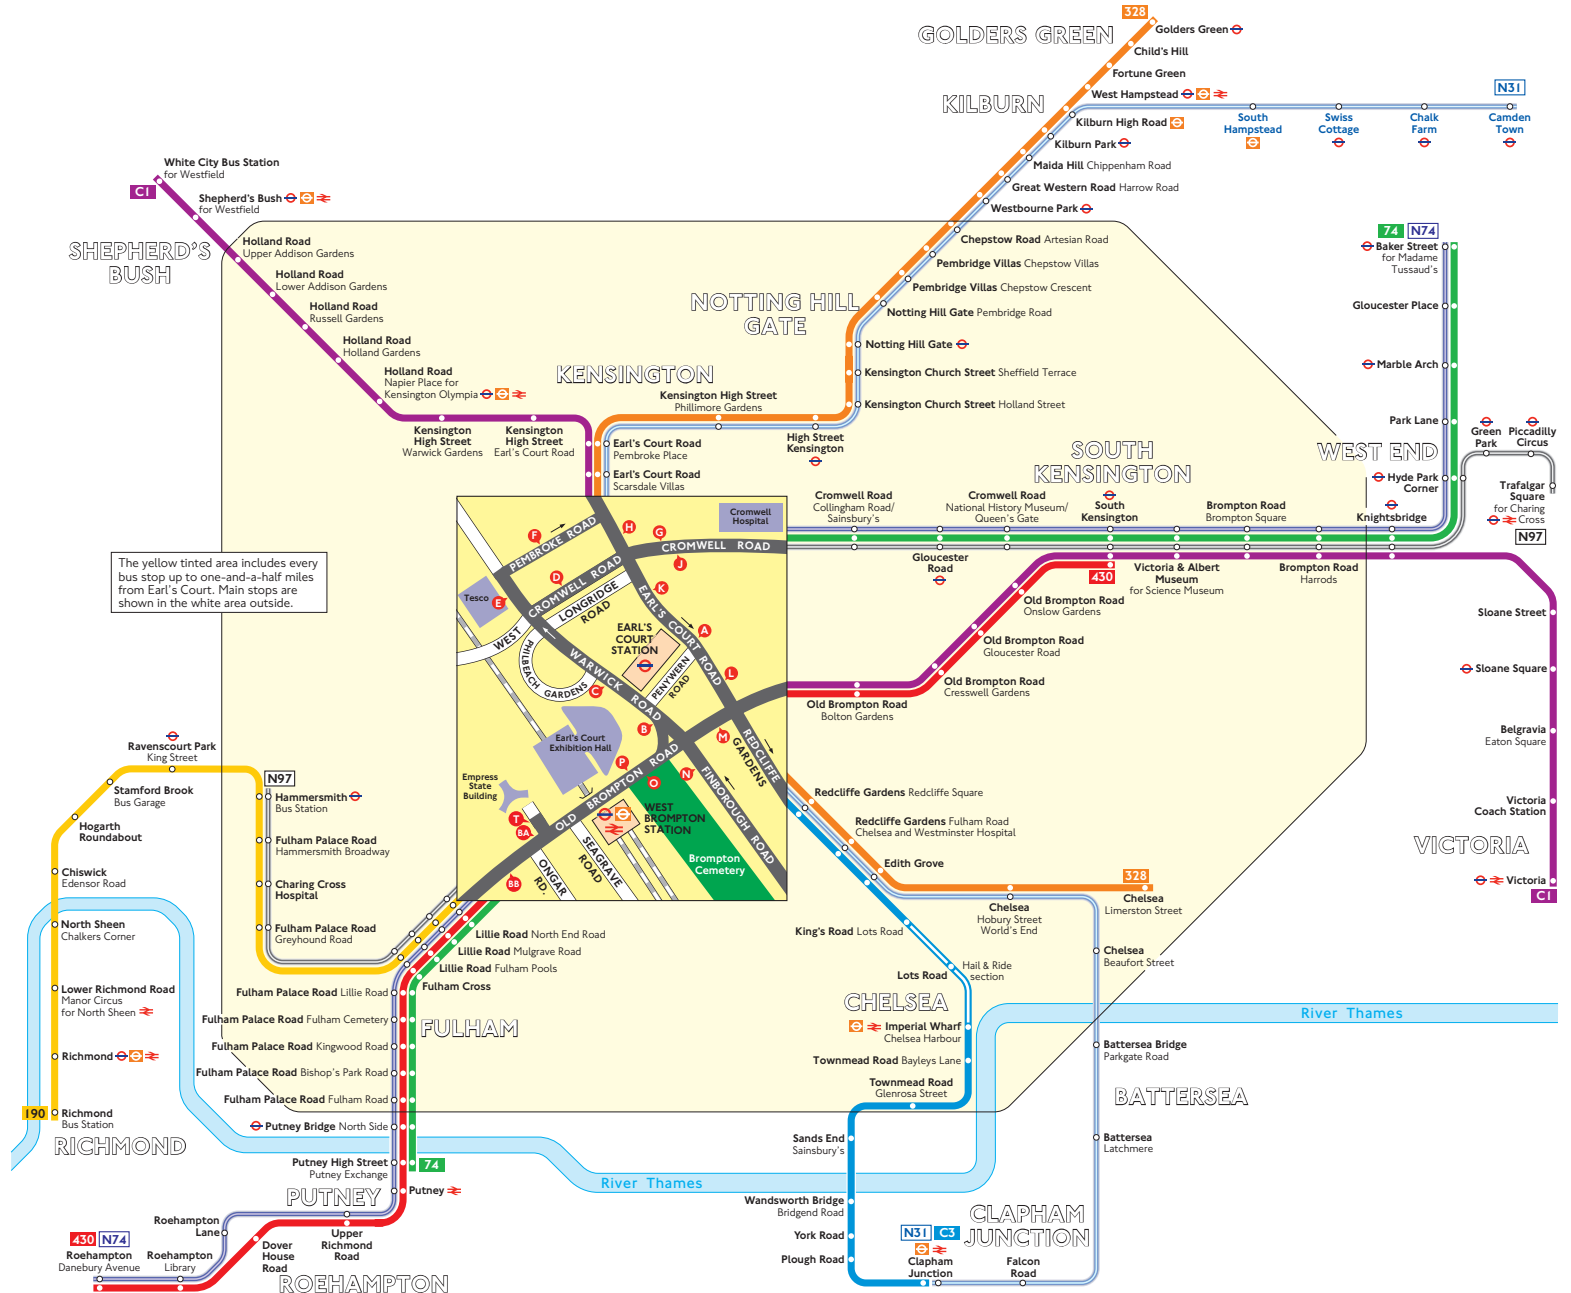 328
GOLDERS GREEN
Golders Green
Child's Hill
Fortune Green
KILBURN
West Hampstead
N31
Kilburn High Road
South
Hampstead
Swiss
Cottage
Chalk
Farm
Camden
Town
Kilburn Park
Maida Hill Chippenham Road
Great Western Road Harrow Road
Westbourne Park
White City Bus Station
for Westfield
C1
Shepherd's Bush
for Westfield
SHEPHERD'S
BUSH
Holland Road
Upper Addison Gardens
Holland Road
Lower Addison Gardens
Holland Road
Russell Gardens
Holland Road
Holland Gardens
Holland Road
Napier Place for
Kensington Olympia
Kensington
High Street
Warwick Gardens
Kensington
High Street
Earl's Court Road
Chepstow Road Artesian Road
Pembridge Villas Chepstow Villas
Pembridge Villas Chepstow Crescent
Notting Hill Gate Pembridge Road
NOTTING HILL
GATE
Notting Hill Gate
Kensington Church Street Sheffield Terrace
Kensington Church Street Holland Street
KENSINGTON
Kensington High Street
Phillimore Gardens
High Street
Kensington
Earl's Court Road
Pembroke Place
Earl's Court Road
Scarsdale Villas
74
N74
Baker Street
for Madame
Tussaud's
Gloucester Place
Marble Arch
Park Lane
WEST END
Hyde Park
Corner
Green
Park
Piccadilly
Circus
Trafalgar
Square
for Charing
Cross
N97
SOUTH
KENSINGTON
Cromwell Road
Collingham Road/
Sainsbury's
Cromwell Road
National History Museum/
Queen's Gate
South
Kensington
Brompton Road
Brompton Square
Knightsbridge
Gloucester
Road
430
Victoria & Albert
Museum
for Science Museum
Brompton Road
Harrods
Old Brompton Road
Onslow Gardens
Old Brompton Road
Gloucester Road
Old Brompton Road
Cresswell Gardens
Old Brompton Road
Bolton Gardens
Sloane Street
Sloane Square
Belgravia
Eaton Square
Victoria
Coach Station
VICTORIA
Victoria
C1
The yellow tinted area includes every
bus stop up to one-and-a-half miles
from Earl's Court. Main stops are
shown in the white area outside.
Cromwell
Hospital
F
H
G
PEMBROKE ROAD
CROMWELL ROAD
J
D
CROMWELL ROAD
K
Tesco
E
LONGRIDGE
ROAD
EARL'S COURT ROAD
A
WEST
EARL'S
COURT
STATION
PHILBEACH
GARDENS
WARWICK ROAD
PENYWERN
ROAD
L
C
B
M
REDCLIFFE
GARDENS
Earl's Court
Exhibition Hall
P
O
N
OLD BROMPTON ROAD
FINBOROUGH ROAD
Empress
State
Building
T
BA
WEST
BROMPTON
STATION
ONGAR
RD.
SEAGRAVE
ROAD
Brompton
Cemetery
BB
Ravenscourt Park
King Street
Stamford Brook
Bus Garage
Hogarth
Roundabout
Chiswick
Edensor Road
North Sheen
Chalkers Corner
Lower Richmond Road
Manor Circus
for North Sheen
Richmond
190
Richmond
Bus Station
RICHMOND
N97
Hammersmith
Bus Station
Fulham Palace Road
Hammersmith Broadway
Charing Cross
Hospital
Fulham Palace Road
Greyhound Road
Lillie Road North End Road
Lillie Road Mulgrave Road
Lillie Road Fulham Pools
Fulham Cross
Fulham Palace Road Lillie Road
Fulham Palace Road Fulham Cemetery
FULHAM
Fulham Palace Road Kingwood Road
Fulham Palace Road Bishop's Park Road
Fulham Palace Road Fulham Road
Putney Bridge North Side
Putney High Street
Putney Exchange
74
PUTNEY
Putney
Roehampton
Lane
430
N74
Roehampton
Danebury Avenue
Roehampton
Library
Dover
House
Road
Upper
Richmond
Road
ROEHAMPTON
Redcliffe Gardens Redcliffe Square
Redcliffe Gardens Fulham Road
Chelsea and Westminster Hospital
Edith Grove
328
Chelsea
Hobury Street
World's End
Chelsea
Limerston Street
King's Road Lots Road
Lots Road
Hail & Ride
section
Chelsea
Beaufort Street
CHELSEA
Imperial Wharf
Chelsea Harbour
River Thames
Townmead Road Bayleys Lane
Townmead Road
Glenrosa Street
Battersea Bridge
Parkgate Road
BATTERSEA
Sands End
Sainsbury's
Battersea
Latchmere
River Thames
Wandsworth Bridge
Bridgend Road
York Road
Plough Road
CLAPHAM
JUNCTION
N31
C3
Clapham
Junction
Falcon
Road